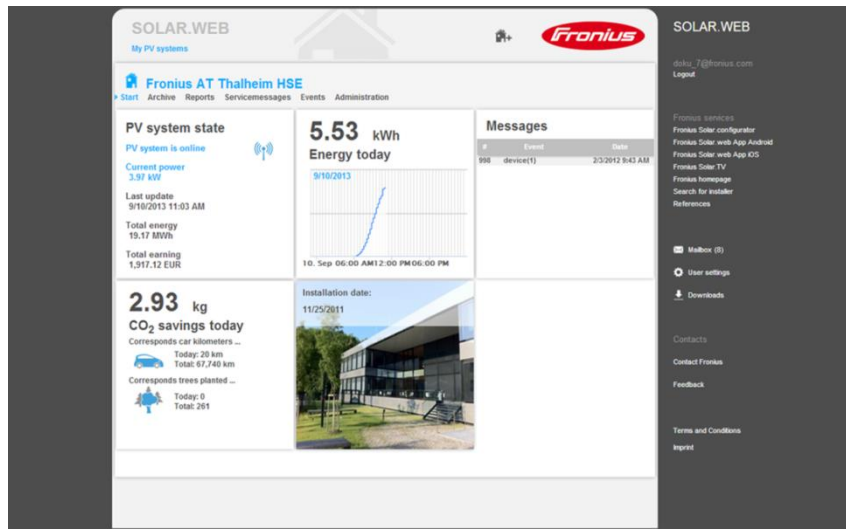 SOLAR.WEB
My PV systems
Fronius
Fronius AT Thalheim HSE
Start Archive Reports Servicemessages Events Administration
PV system state
PV system is online
Current power
3.97 kW
Last update
9/10/2013 11:03 AM
Total energy
19.17 MWh
Total earning
1,917.12 EUR
5.53 kWh
Energy today
9/10/2013
10. Sep 06:00 AM12:00 PM06:00 PM
Messages
# Event Date
998 device(1) 2/3/2012 9:43 AM
2.93 kg
CO₂ savings today
Corresponds car kilometers ...
Today: 20 km
Total: 67,740 km
Corresponds trees planted ...
Today: 0
Total: 261
Installation date:
11/25/2011
SOLAR.WEB
doku_7@fronius.com
Logout
Fronius services
Fronius Solar.configurator
Fronius Solar.web App Android
Fronius Solar.web App iOS
Fronius Solar.TV
Fronius homepage
Search for installer
References
Mailbox (0)
User settings
Downloads
Contacts
Contact Fronius
Feedback
Terms and Conditions
Imprint